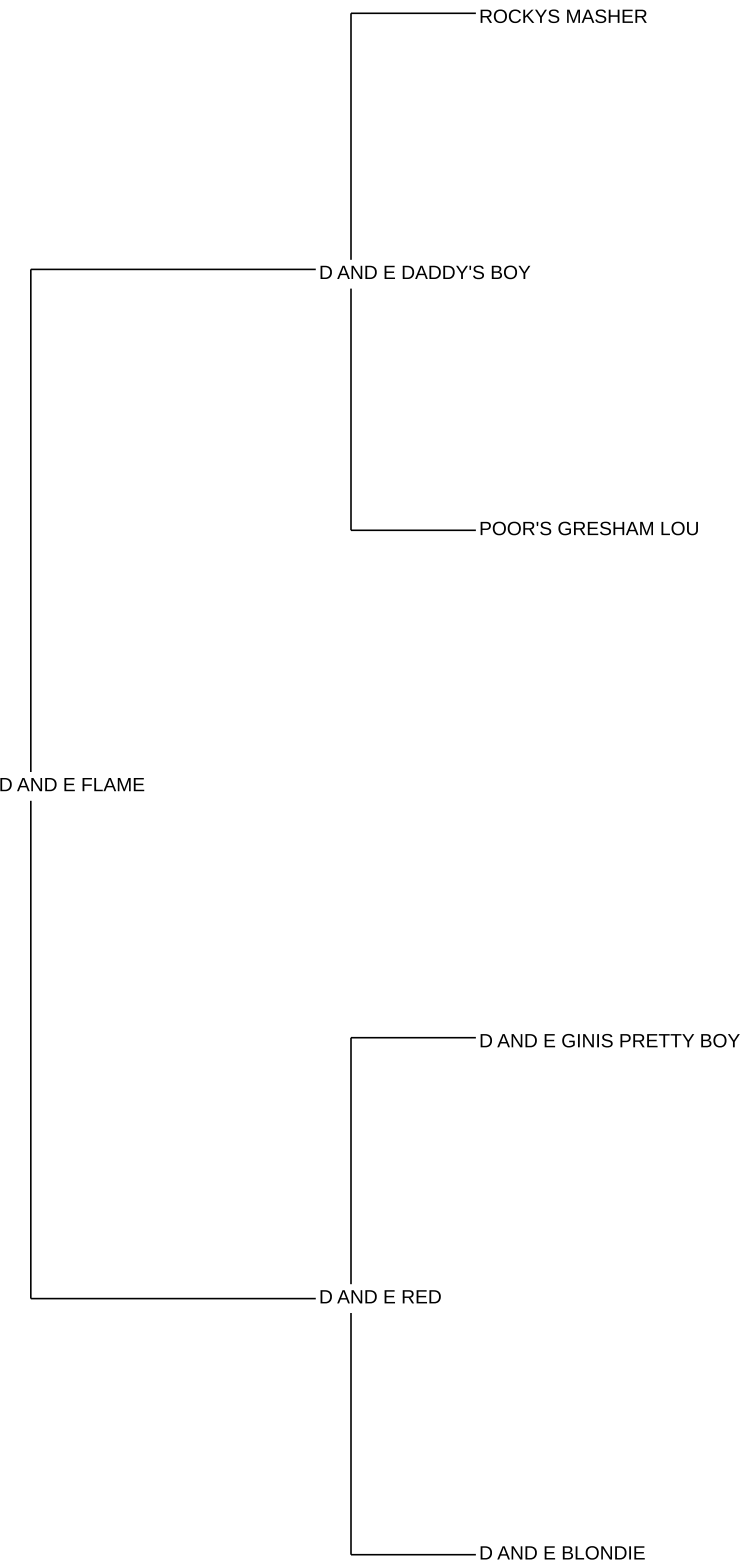 ROCKYS MASHER
D AND E DADDY'S BOY
POOR'S GRESHAM LOU
D AND E FLAME
D AND E GINIS PRETTY BOY
D AND E RED
D AND E BLONDIE